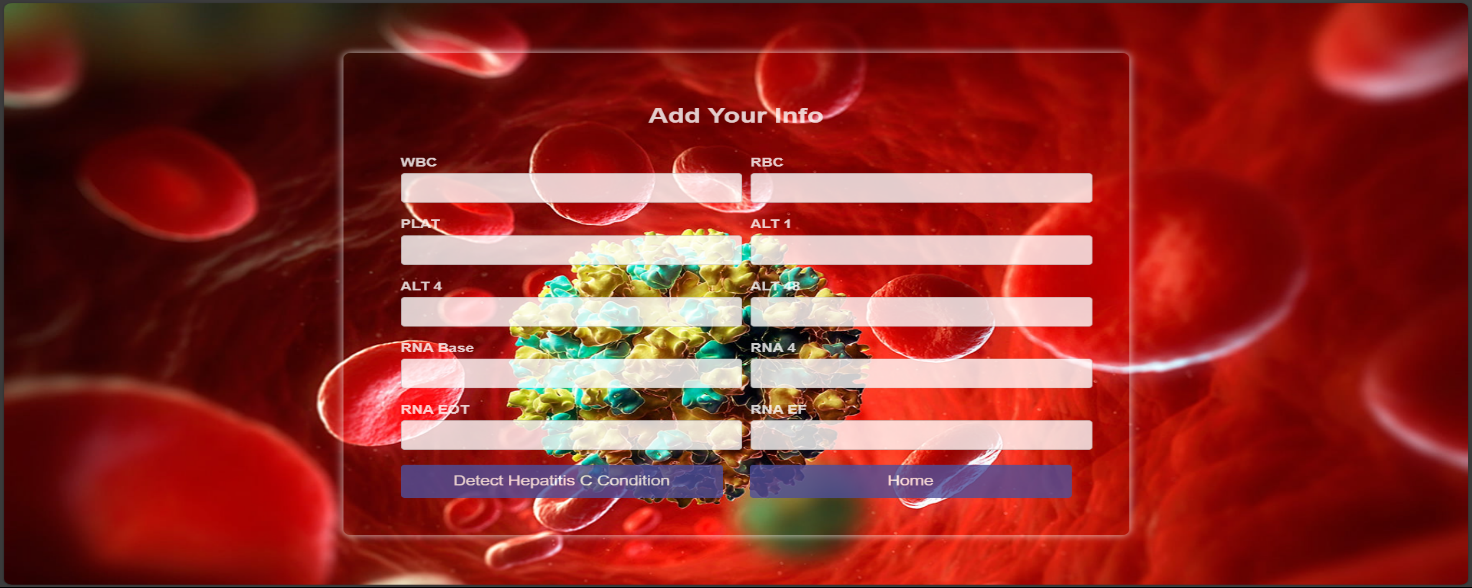 Add Your Info
WBC RBC
PLAT ALT 1
ALT 4 ALT 48
RNA Base RNA 4
RNA EOT RNA EF
Detect Hepatitis C Condition Home